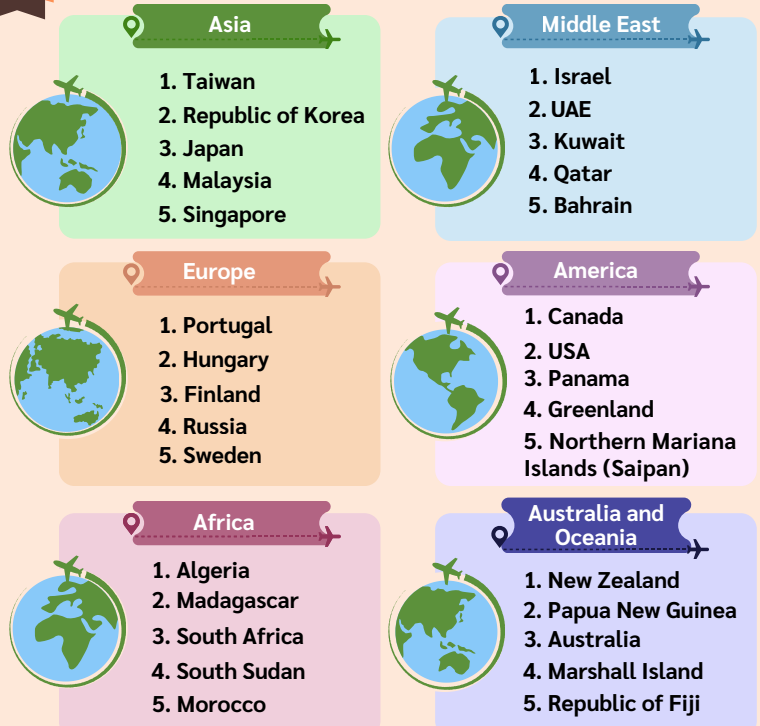 Asia
1. Taiwan
2. Republic of Korea
3. Japan
4. Malaysia
5. Singapore
Middle East
1. Israel
2. UAE
3. Kuwait
4. Qatar
5. Bahrain
Europe
1. Portugal
2. Hungary
3. Finland
4. Russia
5. Sweden
America
1. Canada
2. USA
3. Panama
4. Greenland
5. Northern Mariana
Islands (Saipan)
Africa
1. Algeria
2. Madagascar
3. South Africa
4. South Sudan
5. Morocco
Australia and
Oceania
1. New Zealand
2. Papua New Guinea
3. Australia
4. Marshall Island
5. Republic of Fiji